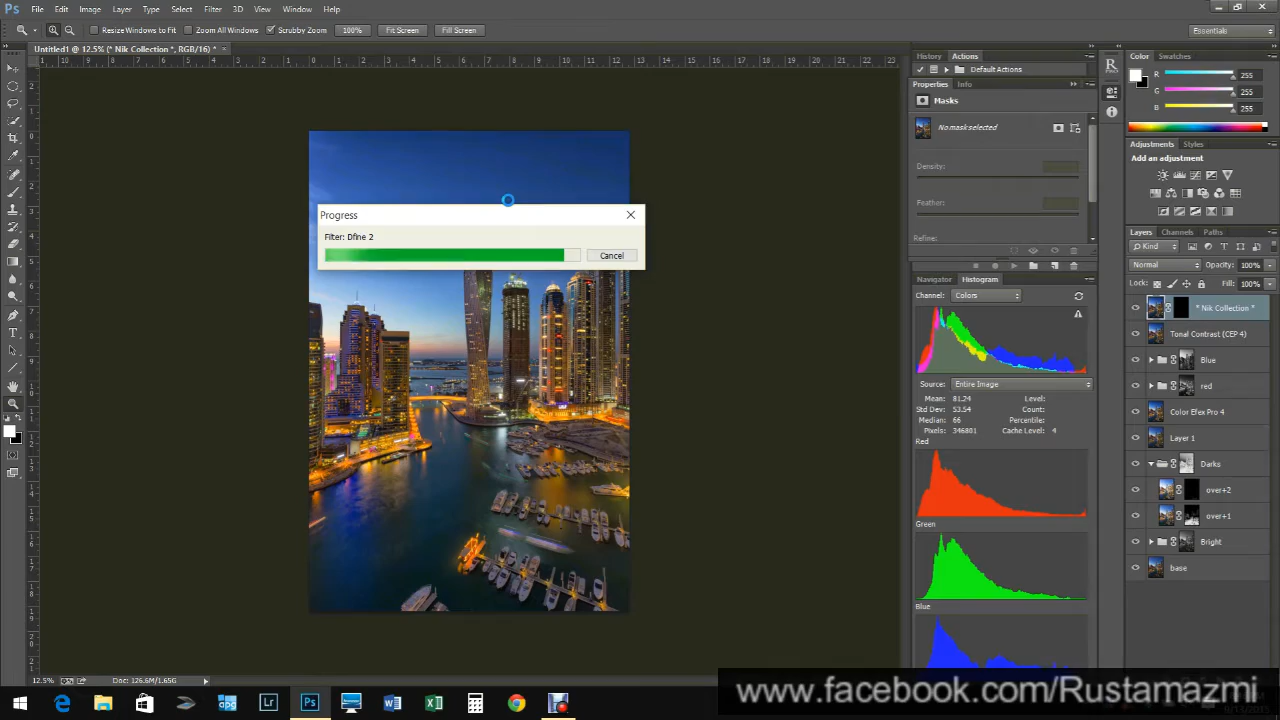 Ps File Edit Image Layer Type Select Filter 3D View Window Help
Resize Windows to Fit Zoom All Windows Scrubby Zoom 100% Fit Screen Fill Screen Essentials
Untitled1 @ 12.5% (* Nik Collection *, RGB/16) * ×
History Actions
Default Actions
Properties Info
Masks
No mask selected
Density:
Feather:
Refine:
Color Swatches
R 255
G 255
B 255
Adjustments Styles
Add an adjustment
Progress
Filter: Dfine 2
Cancel
Navigator Histogram
Channel: Colors
Source: Entire Image
Mean: 81.24 Level:
Std Dev: 53.54 Count:
Median: 66 Percentile:
Pixels: 346801 Cache Level: 4
Red
Green
Blue
Layers Channels Paths
Kind
Normal Opacity: 100%
Lock: Fill: 100%
* Nik Collection *
Tonal Contrast (CEP 4)
Blue
red
Color Efex Pro 4
Layer 1
Darks
over+2
over+1
Bright
base
12.5% Doc: 126.6M/1.65G
www.facebook.com/Rustamazmi